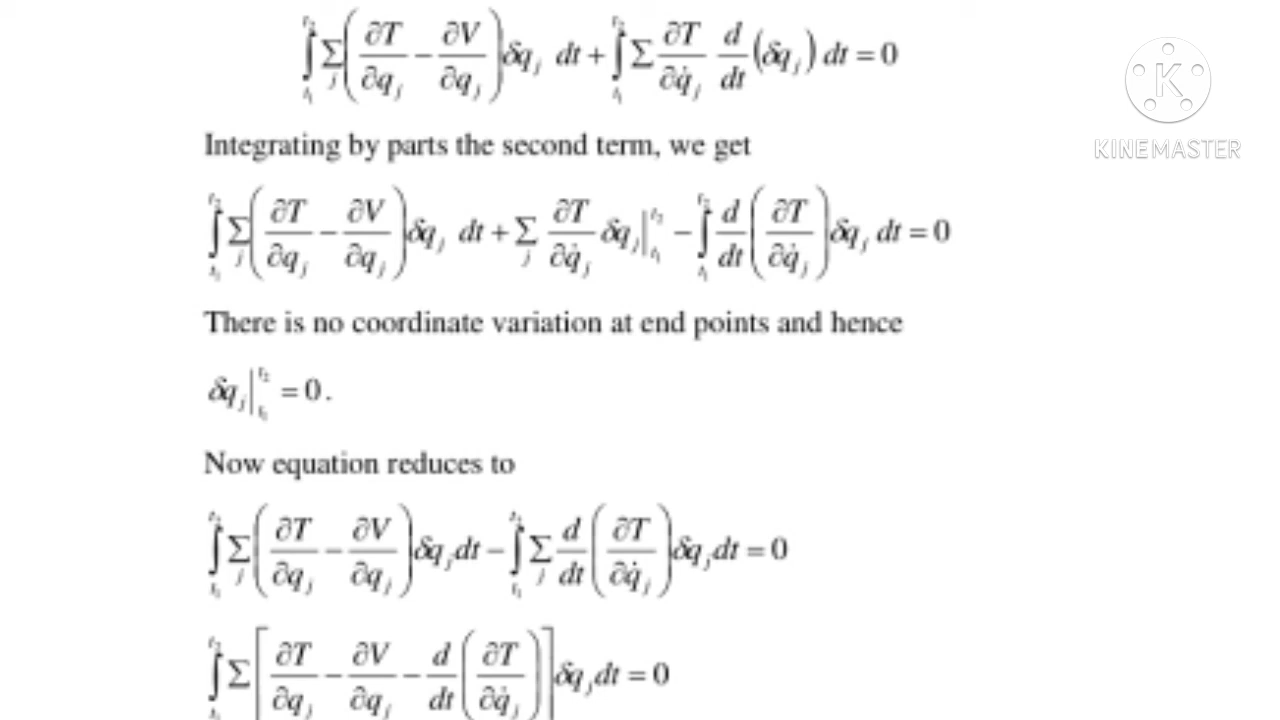 ∫_{t₁}^{t₂} Σ_j (∂T/∂q_j − ∂V/∂q_j) δq_j dt + ∫_{t₁}^{t₂} Σ ∂T/∂q̇_j d/dt (δq_j) dt = 0
K
KINEMASTER
Integrating by parts the second term, we get
∫_{t₁}^{t₂} Σ_j (∂T/∂q_j − ∂V/∂q_j) δq_j dt + Σ_j ∂T/∂q̇_j δq_j |_{t₁}^{t₂} − ∫_{t₁}^{t₂} d/dt (∂T/∂q̇_j) δq_j dt = 0
There is no coordinate variation at end points and hence
δq_j |_{t₁}^{t₂} = 0.
Now equation reduces to
∫_{t₁}^{t₂} Σ_j (∂T/∂q_j − ∂V/∂q_j) δq_j dt − ∫_{t₁}^{t₂} Σ_j d/dt (∂T/∂q̇_j) δq_j dt = 0
∫_{t₁}^{t₂} Σ [∂T/∂q_j − ∂V/∂q_j − d/dt (∂T/∂q̇_j)] δq_j dt = 0